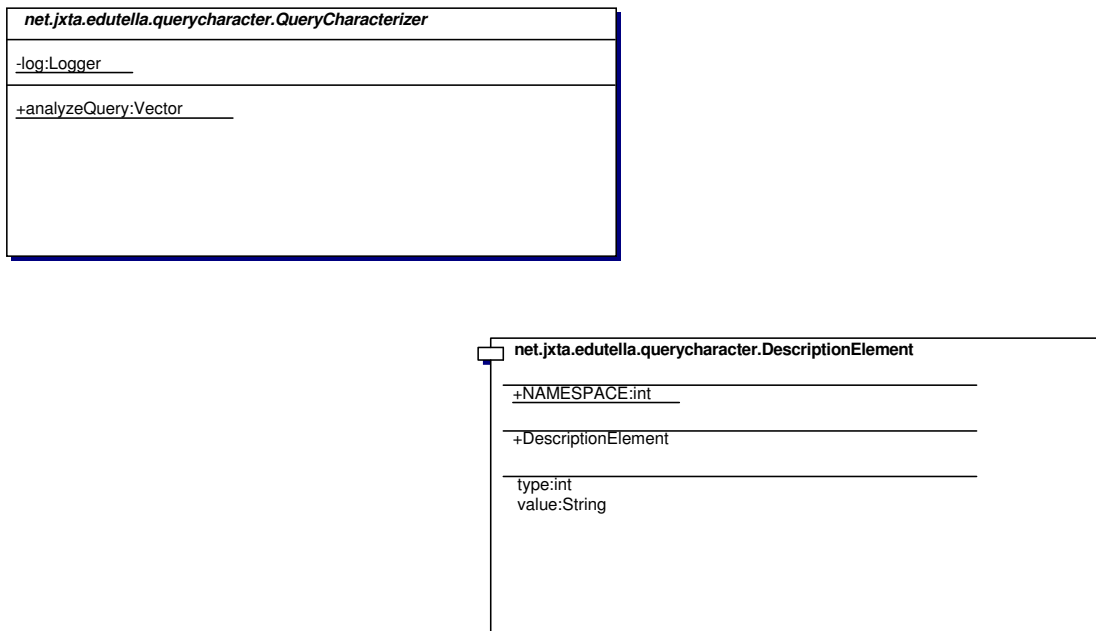 net.jxta.edutella.querycharacter.QueryCharacterizer
-log:Logger
+analyzeQuery:Vector
net.jxta.edutella.querycharacter.DescriptionElement
+NAMESPACE:int
+DescriptionElement
type:int
value:String